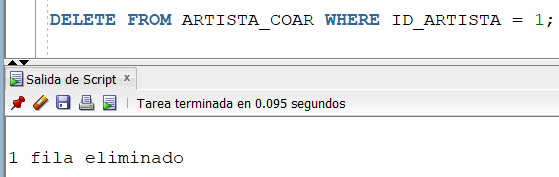 DELETE FROM ARTISTA_COAR WHERE ID_ARTISTA = 1;
Salida de Script x
Tarea terminada en 0.095 segundos
1 fila eliminado